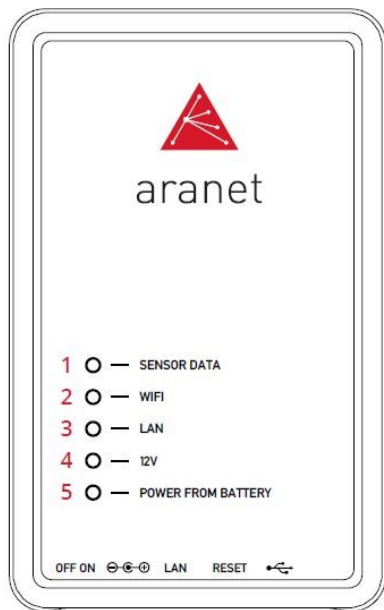 aranet
1 SENSOR DATA
2 WIFI
3 LAN
4 12V
5 POWER FROM BATTERY
OFF ON LAN RESET